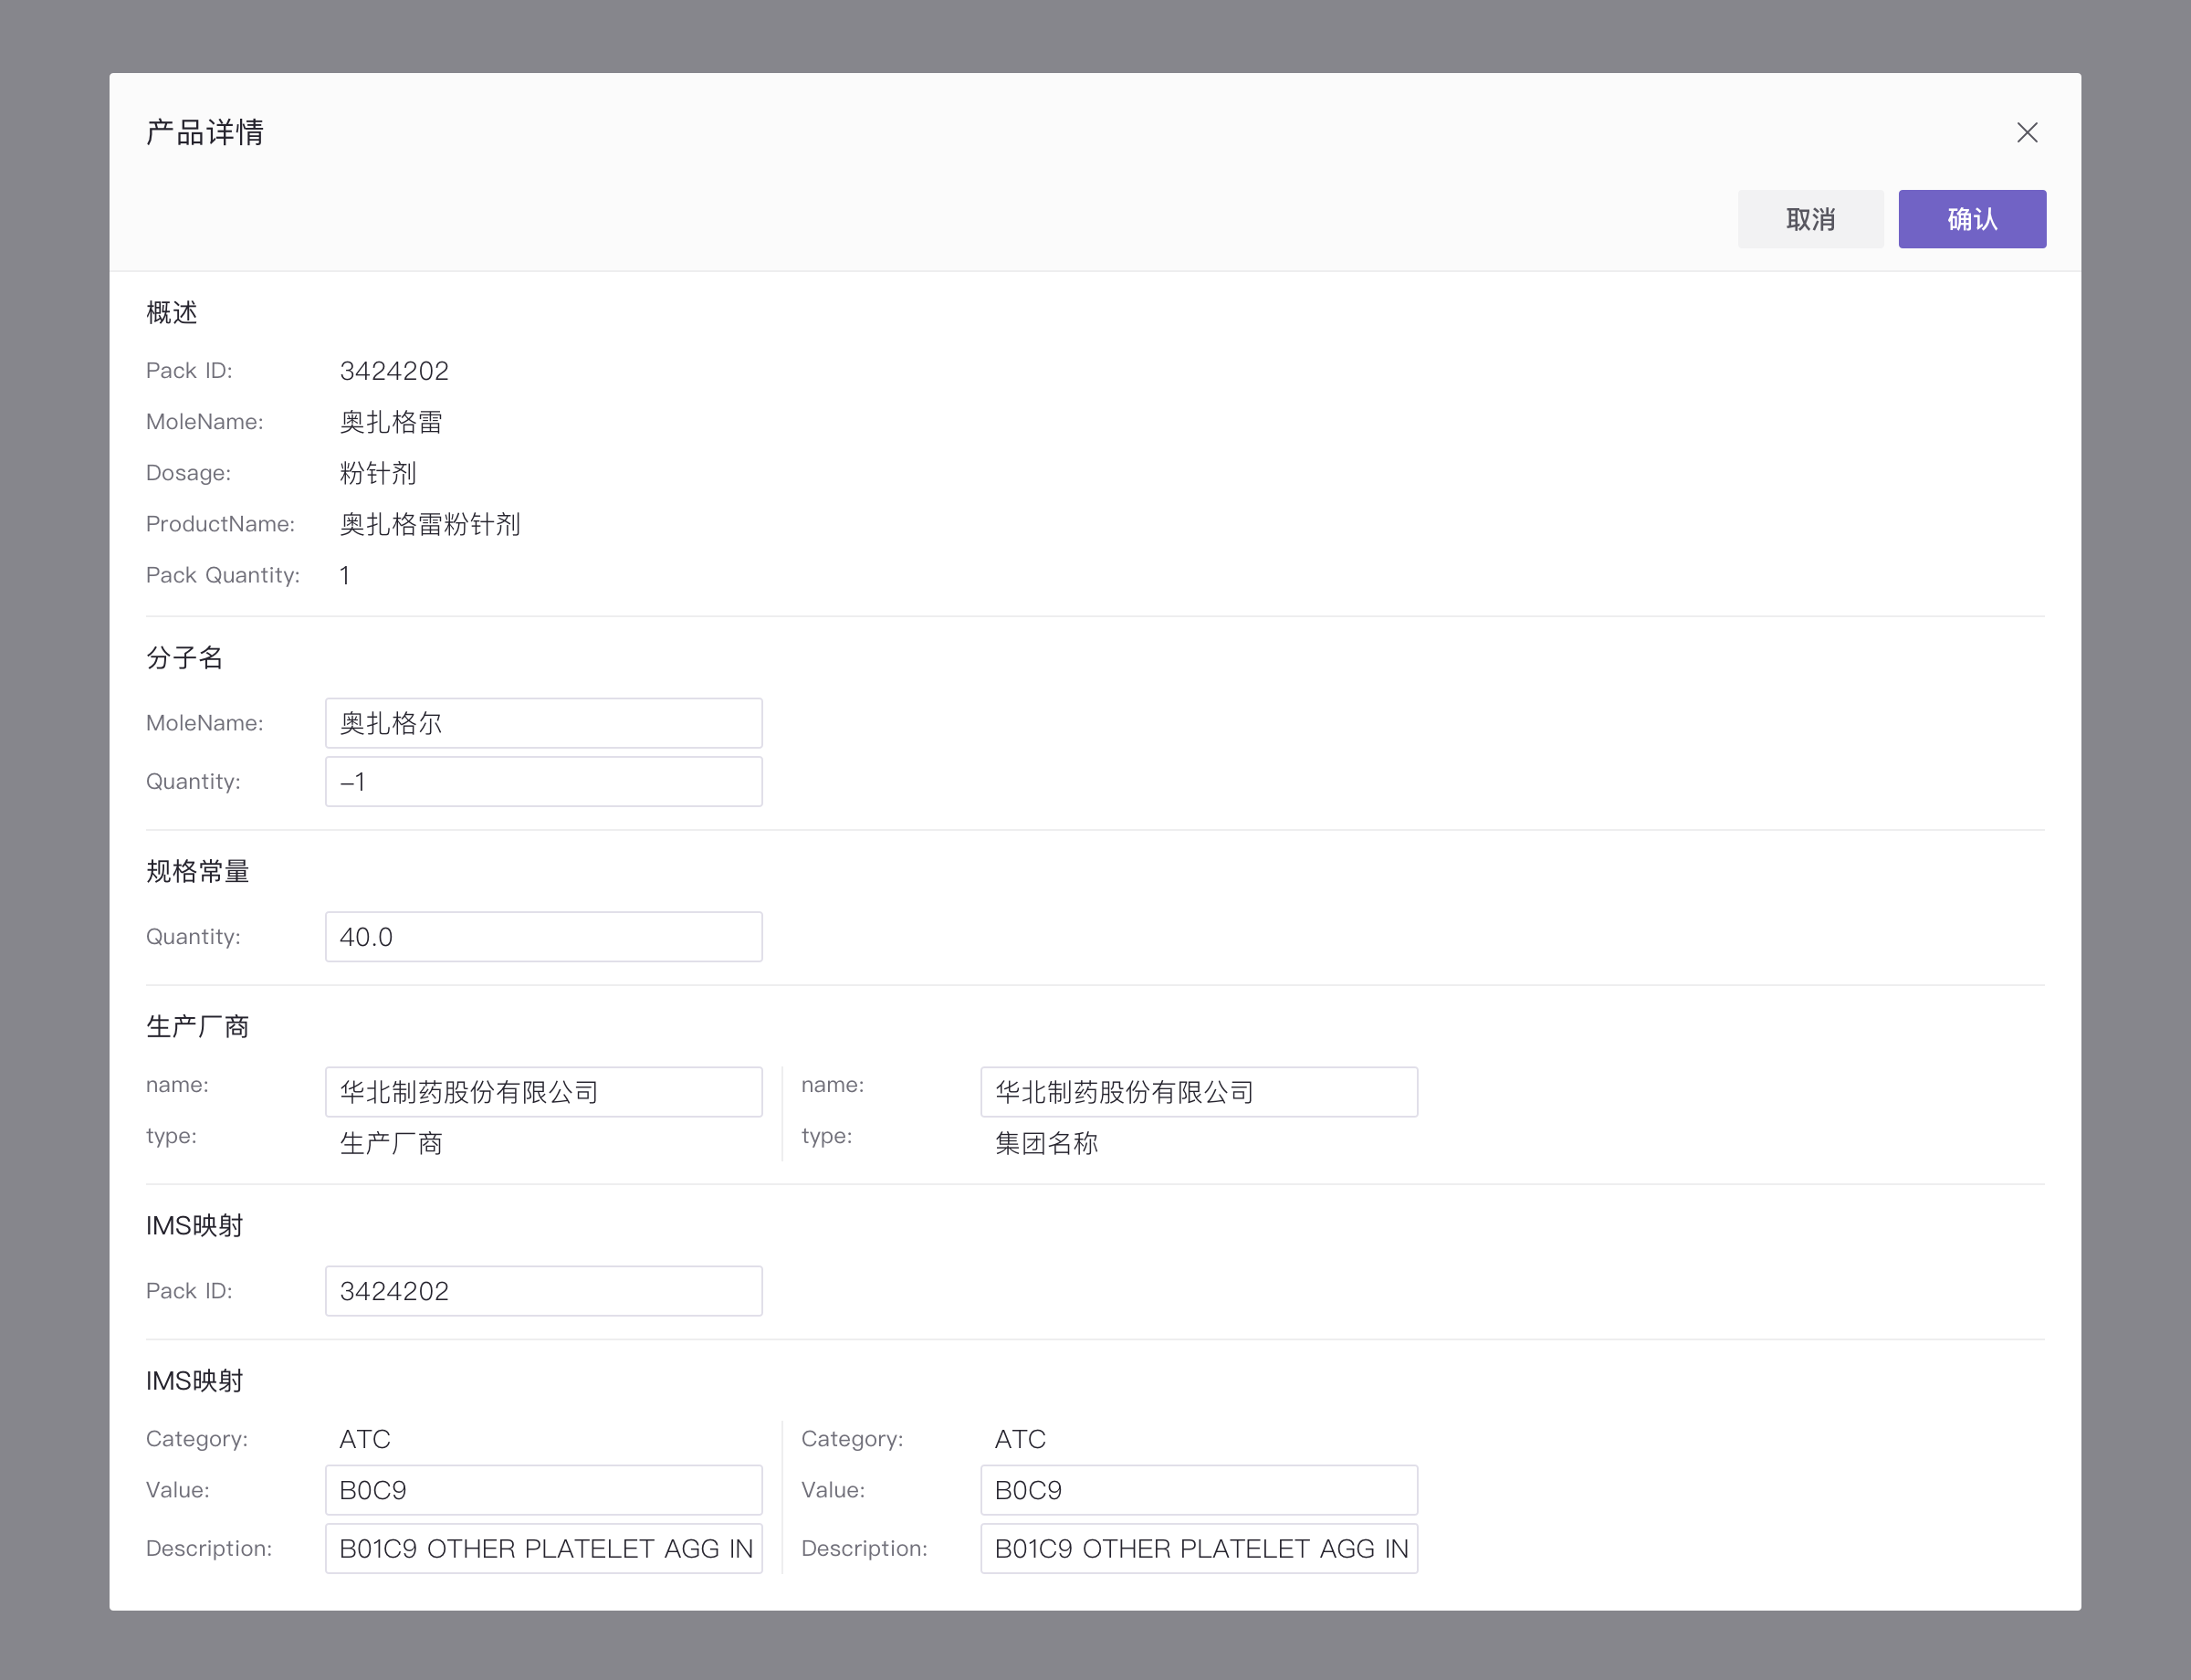 产品详情
取消 确认
概述
Pack ID: 3424202
MoleName: 奥扎格雷
Dosage: 粉针剂
ProductName: 奥扎格雷粉针剂
Pack Quantity: 1
分子名
MoleName: 奥扎格尔
Quantity: –1
规格常量
Quantity: 40.0
生产厂商
name: 华北制药股份有限公司 name: 华北制药股份有限公司
type: 生产厂商 type: 集团名称
IMS映射
Pack ID: 3424202
IMS映射
Category: ATC Category: ATC
Value: B0C9 Value: B0C9
Description: B01C9 OTHER PLATELET AGG IN Description: B01C9 OTHER PLATELET AGG IN